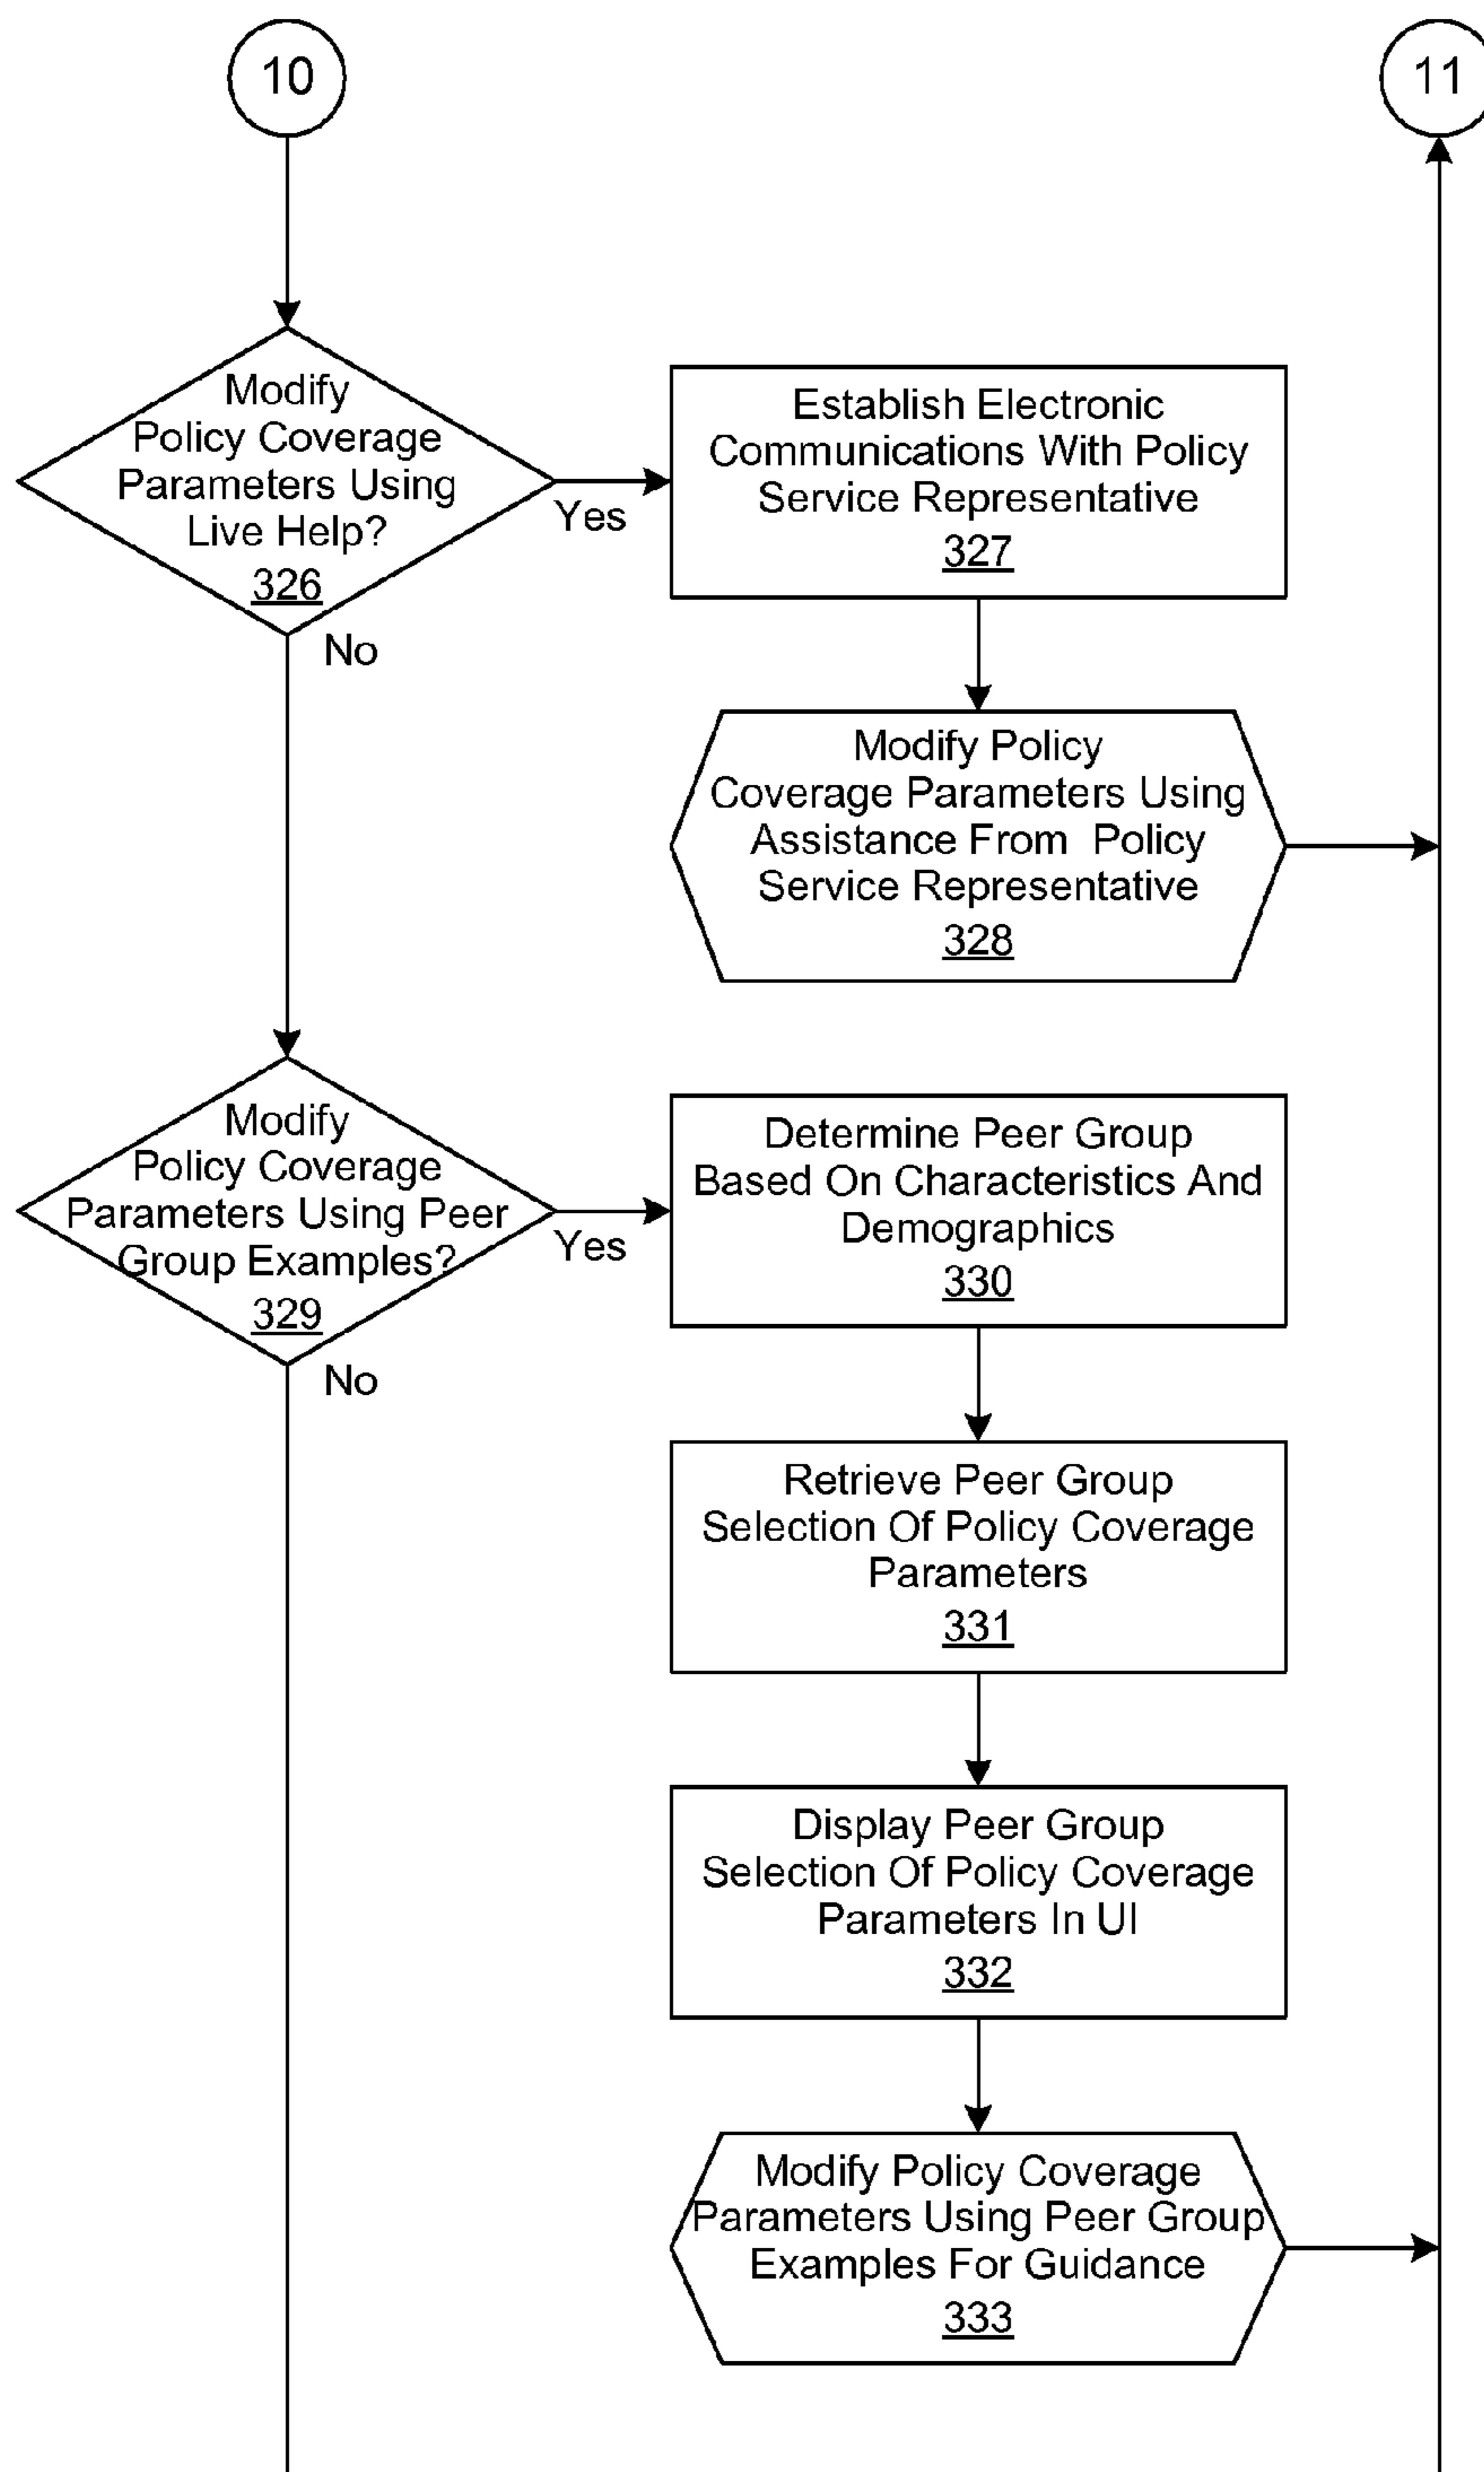 10
11
Modify
Policy Coverage
Parameters Using
Live Help?
326
Yes
No
Establish Electronic
Communications With Policy
Service Representative
327
Modify Policy
Coverage Parameters Using
Assistance From Policy
Service Representative
328
Modify
Policy Coverage
Parameters Using Peer
Group Examples?
329
Yes
No
Determine Peer Group
Based On Characteristics And
Demographics
330
Retrieve Peer Group
Selection Of Policy Coverage
Parameters
331
Display Peer Group
Selection Of Policy Coverage
Parameters In UI
332
Modify Policy Coverage
Parameters Using Peer Group
Examples For Guidance
333